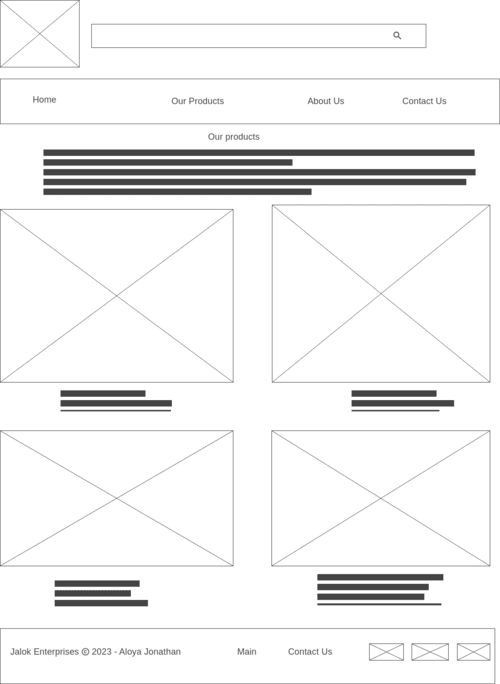 Home Our Products About Us Contact Us
Our products
Jalok Enterprises © 2023 - Aloya Jonathan Main Contact Us